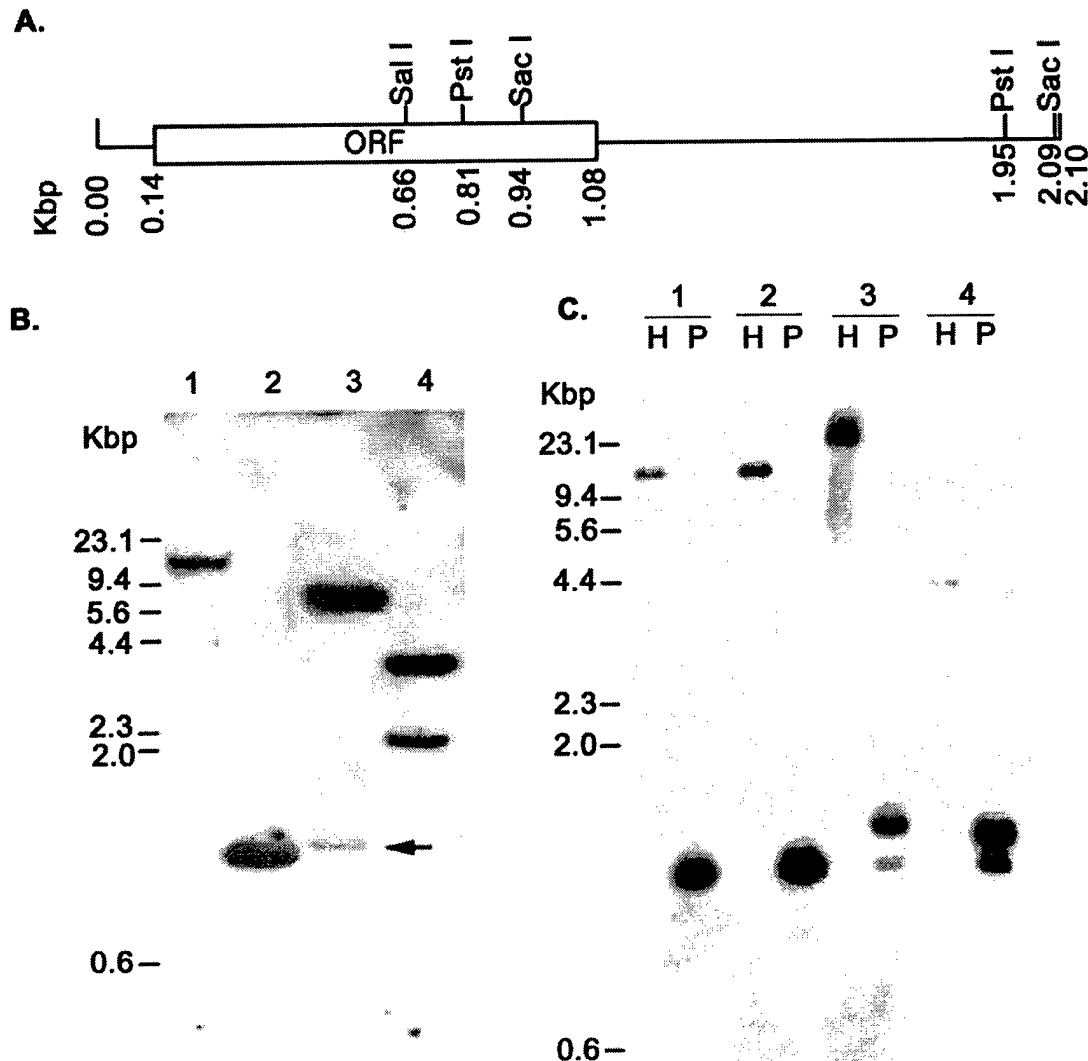 A.
Sal I Pst I Sac I Pst I Sac I
ORF
Kbp 0.00 0.14 0.66 0.81 0.94 1.08 1.95 2.09 2.10
B.
1 2 3 4
Kbp
23.1
9.4
5.6
4.4
2.3
2.0
0.6
C.
1 2 3 4
H P H P H P H P
Kbp
23.1
9.4
5.6
4.4
2.3
2.0
0.6